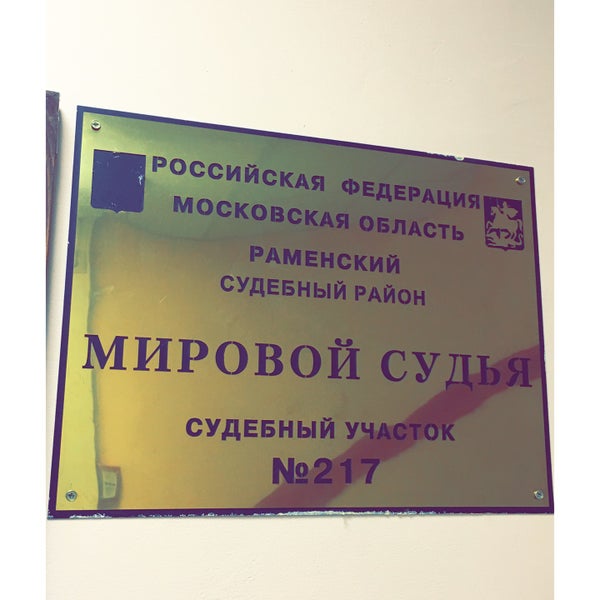 РОССИЙСКАЯ ФЕДЕРАЦИЯ
МОСКОВСКАЯ ОБЛАСТЬ
РАМЕНСКИЙ
СУДЕБНЫЙ РАЙОН
МИРОВОЙ СУДЬЯ
СУДЕБНЫЙ УЧАСТОК
№217